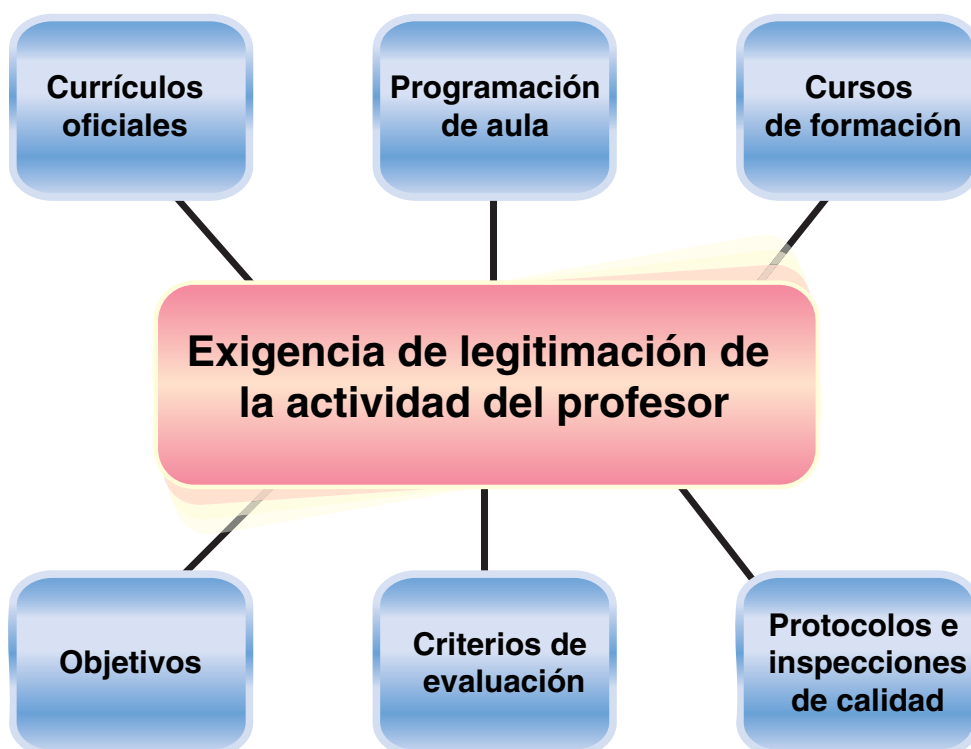 Currículos
oficiales
Programación
de aula
Cursos
de formación
Exigencia de legitimación de
la actividad del profesor
Objetivos
Criterios de
evaluación
Protocolos e
inspecciones
de calidad